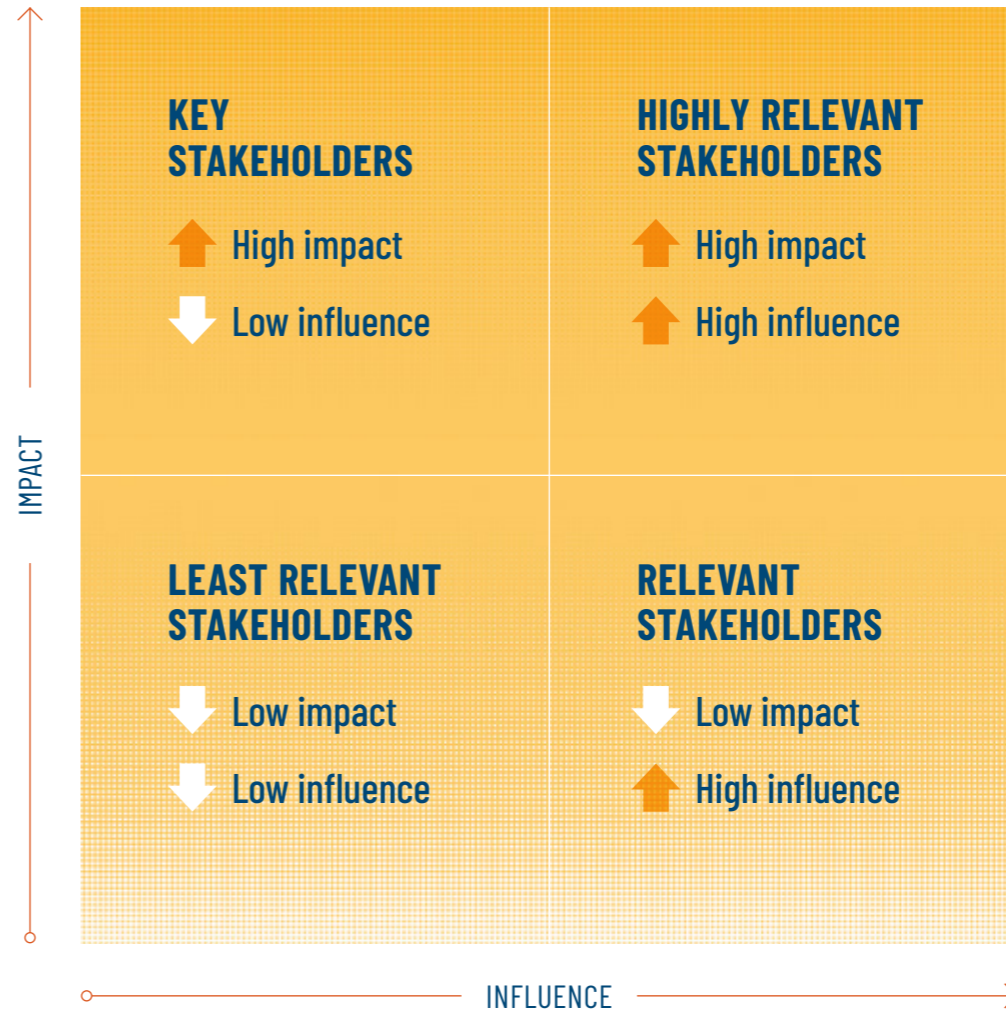 KEY
STAKEHOLDERS
High impact
Low influence
HIGHLY RELEVANT
STAKEHOLDERS
High impact
High influence
IMPACT
LEAST RELEVANT
STAKEHOLDERS
Low impact
Low influence
RELEVANT
STAKEHOLDERS
Low impact
High influence
INFLUENCE